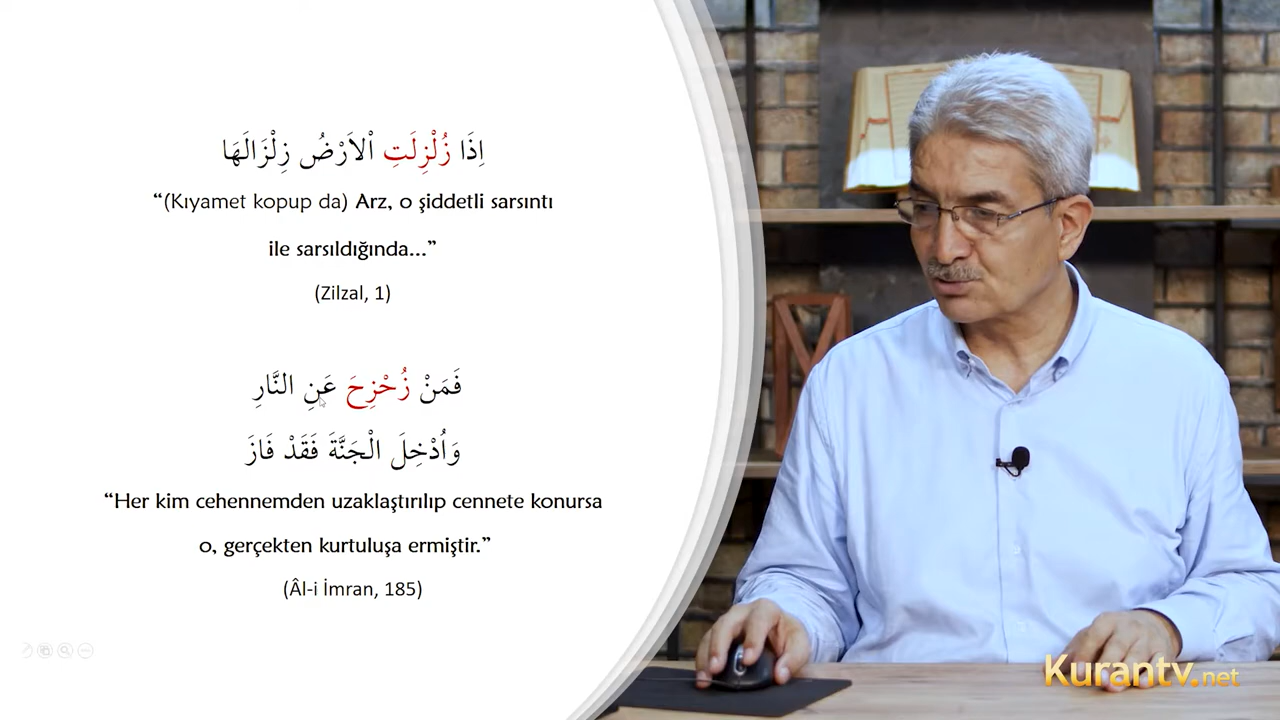 اِذَا زُلْزِلَتِ اْلاَرْضُ زِلْزَالَهَا
“(Kıyamet kopup da) Arz, o şiddetli sarsıntı
ile sarsıldığında...”
(Zilzal, 1)
فَمَنْ زُحْزِحَ عَنِ النَّارِ
وَاُدْخِلَ الْجَنَّةَ فَقَدْ فَازَ
“Her kim cehennemden uzaklaştırılıp cennete konursa
o, gerçekten kurtuluşa ermiştir.”
(Âl-i İmran, 185)
Kurantv.net